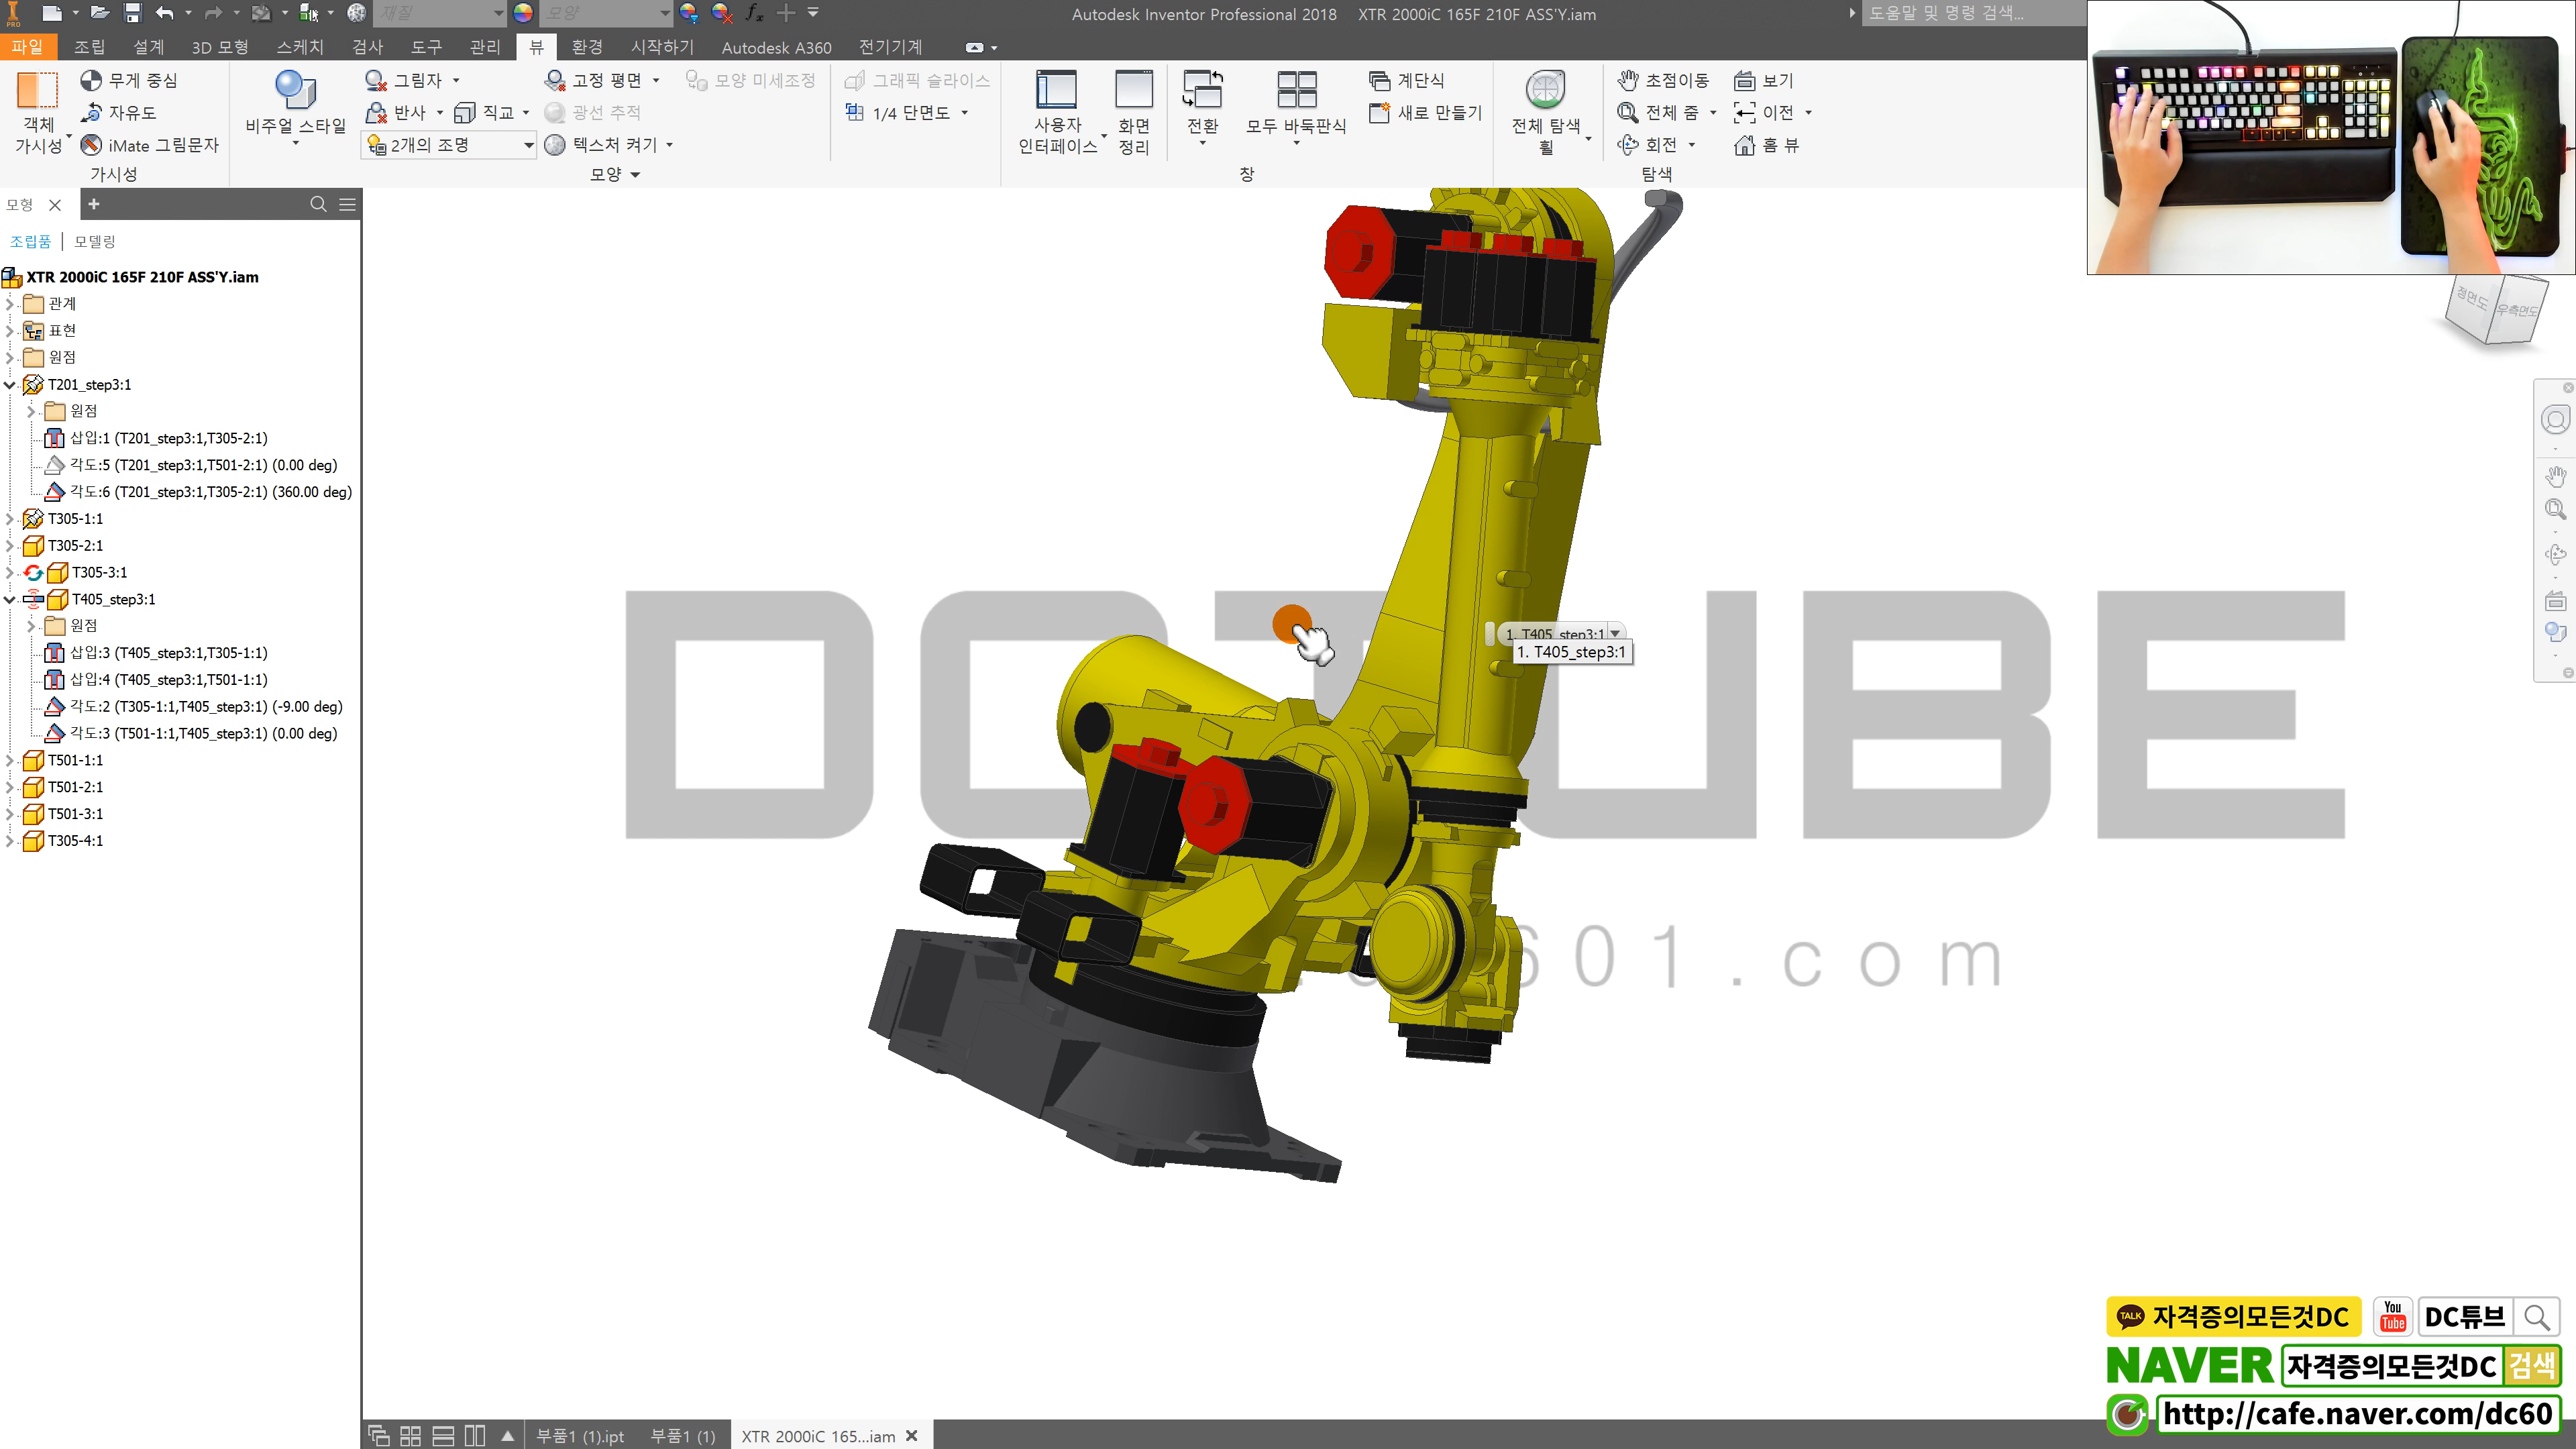 PRO
재질
모양
fx
Autodesk Inventor Professional 2018 XTR 2000iC 165F 210F ASS'Y.iam
도움말 및 명령 검색...
파일 조립 설계 3D 모형 스케치 검사 도구 관리 뷰 환경 시작하기 Autodesk A360 전기기계
객체
가시성
무게 중심
자유도
iMate 그림문자
가시성
비주얼 스타일
그림자
반사
직교
2개의 조명
고정 평면
광선 추적
텍스처 켜기
모양 미세조정
모양
그래픽 슬라이스
1/4 단면도
사용자
인터페이스
화면
정리
전환
모두 바둑판식
계단식
새로 만들기
창
전체 탐색
휠
초점이동
전체 줌
회전
보기
이전
홈 뷰
탐색
모형
조립품
모델링
XTR 2000iC 165F 210F ASS'Y.iam
관계
표현
원점
T201_step3:1
원점
삽입:1 (T201_step3:1,T305-2:1)
각도:5 (T201_step3:1,T501-2:1) (0.00 deg)
각도:6 (T201_step3:1,T305-2:1) (360.00 deg)
T305-1:1
T305-2:1
T305-3:1
T405_step3:1
원점
삽입:3 (T405_step3:1,T305-1:1)
삽입:4 (T405_step3:1,T501-1:1)
각도:2 (T305-1:1,T405_step3:1) (-9.00 deg)
각도:3 (T501-1:1,T405_step3:1) (0.00 deg)
T501-1:1
T501-2:1
T501-3:1
T305-4:1
정면도
우측면도
1. T405_step3:1
1. T405_step3:1
601.com
TALK 자격증의모든것DC
You
Tube
DC튜브
NAVER 자격증의모든것DC 검색
http://cafe.naver.com/dc60
부품1 (1).ipt 부품1 (1) XTR 2000iC 165...iam